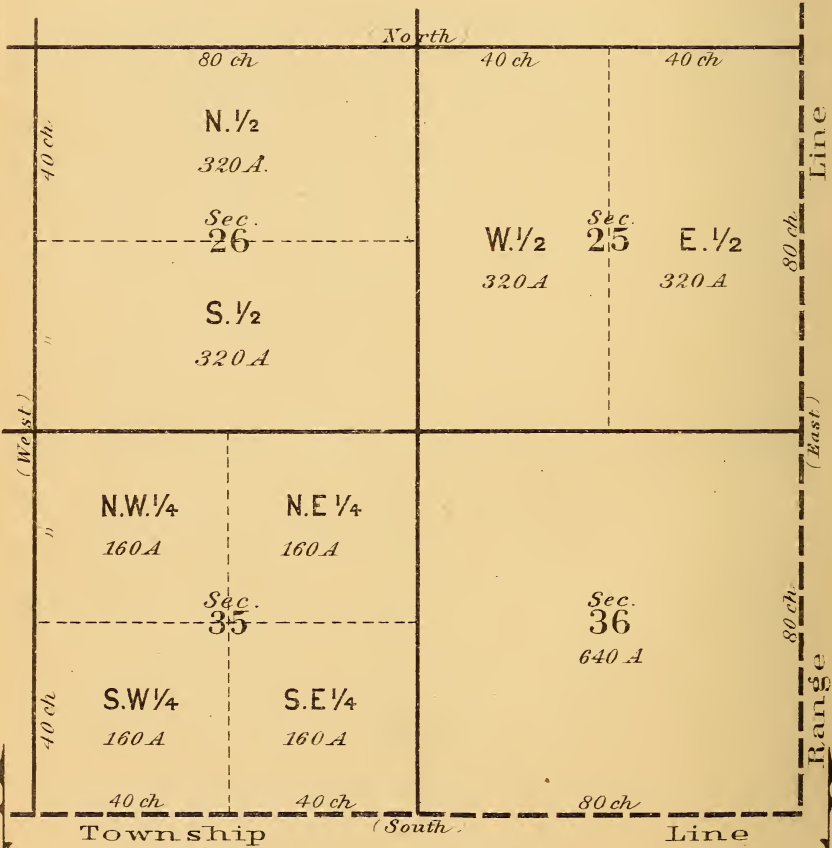 (North)
80 ch
40 ch
40 ch
N. 1/2
320 A.
40 ch.
Line
Sec.
26
W. 1/2
320 A
Sec.
25
E. 1/2
320 A
80 ch.
S. 1/2
320 A
"
(West)
(East)
N.W. 1/4
160 A
N.E 1/4
160 A
"
Sec.
35
Sec.
36
640 A
80 ch.
S.W 1/4
160 A
S.E 1/4
160 A
40 ch
Range
40 ch
40 ch
80 ch
Township
(South.
Line